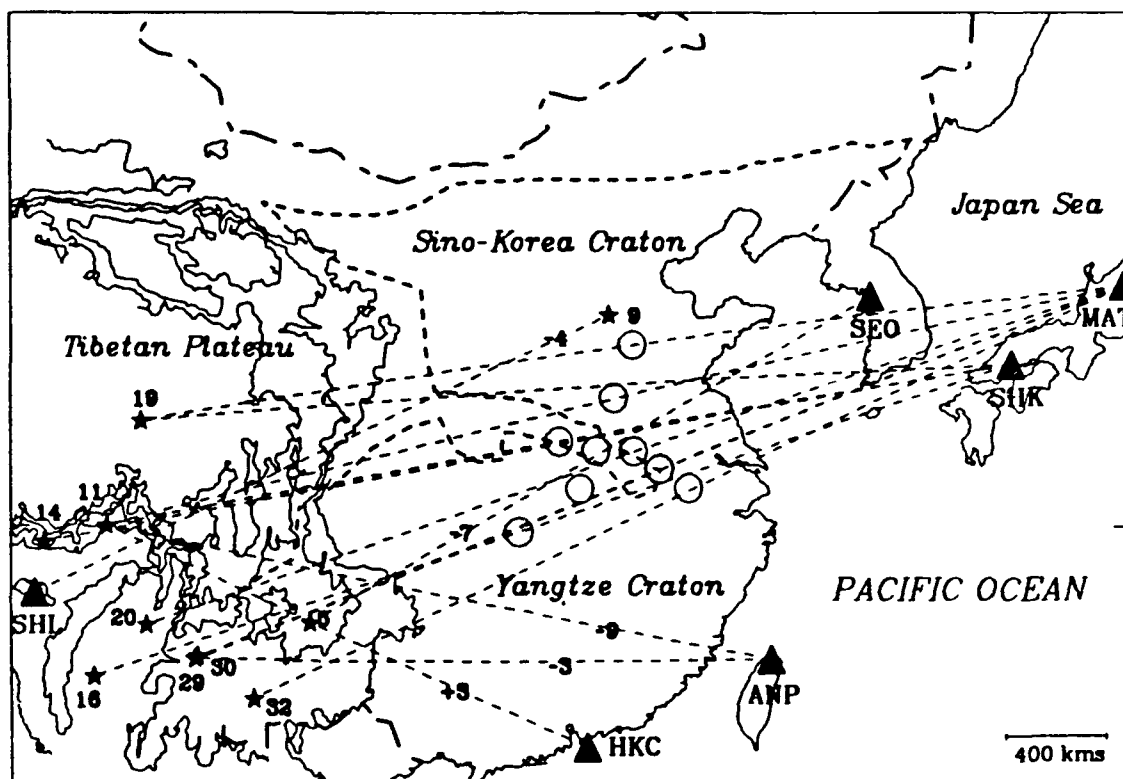 Japan Sea
Sino-Korea Craton
SEO
MAT
9
-4
Tibetan Plateau
SHK
19
11
14
-7
Yangtze Craton
PACIFIC OCEAN
SHL
20
-9
29
30
-3
ANP
16
+3
32
HKC
400 kms